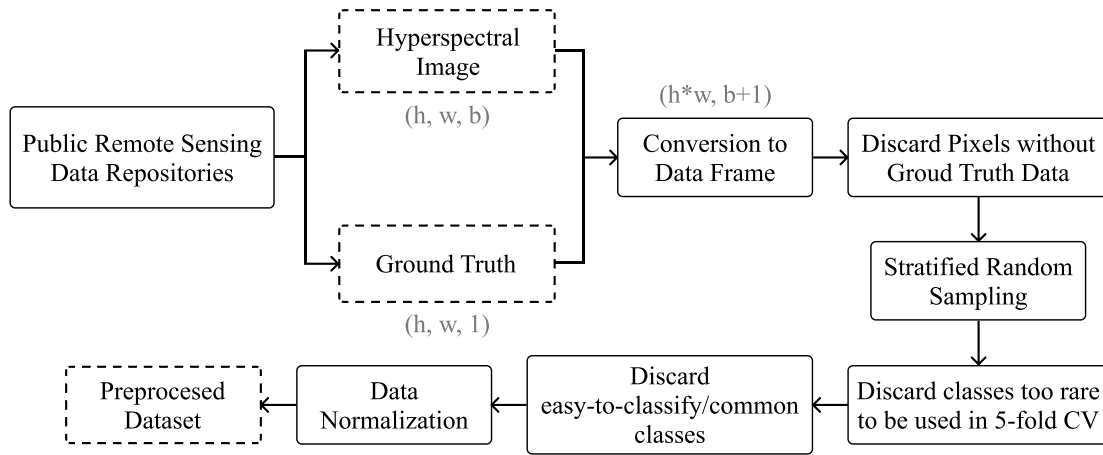 Hyperspectral
Image
(h, w, b)
Public Remote Sensing
Data Repositories
Ground Truth
(h, w, 1)
(h*w, b+1)
Conversion to
Data Frame
Discard Pixels without
Groud Truth Data
Stratified Random
Sampling
Discard classes too rare
to be used in 5-fold CV
Discard
easy-to-classify/common
classes
Data
Normalization
Preprocesed
Dataset